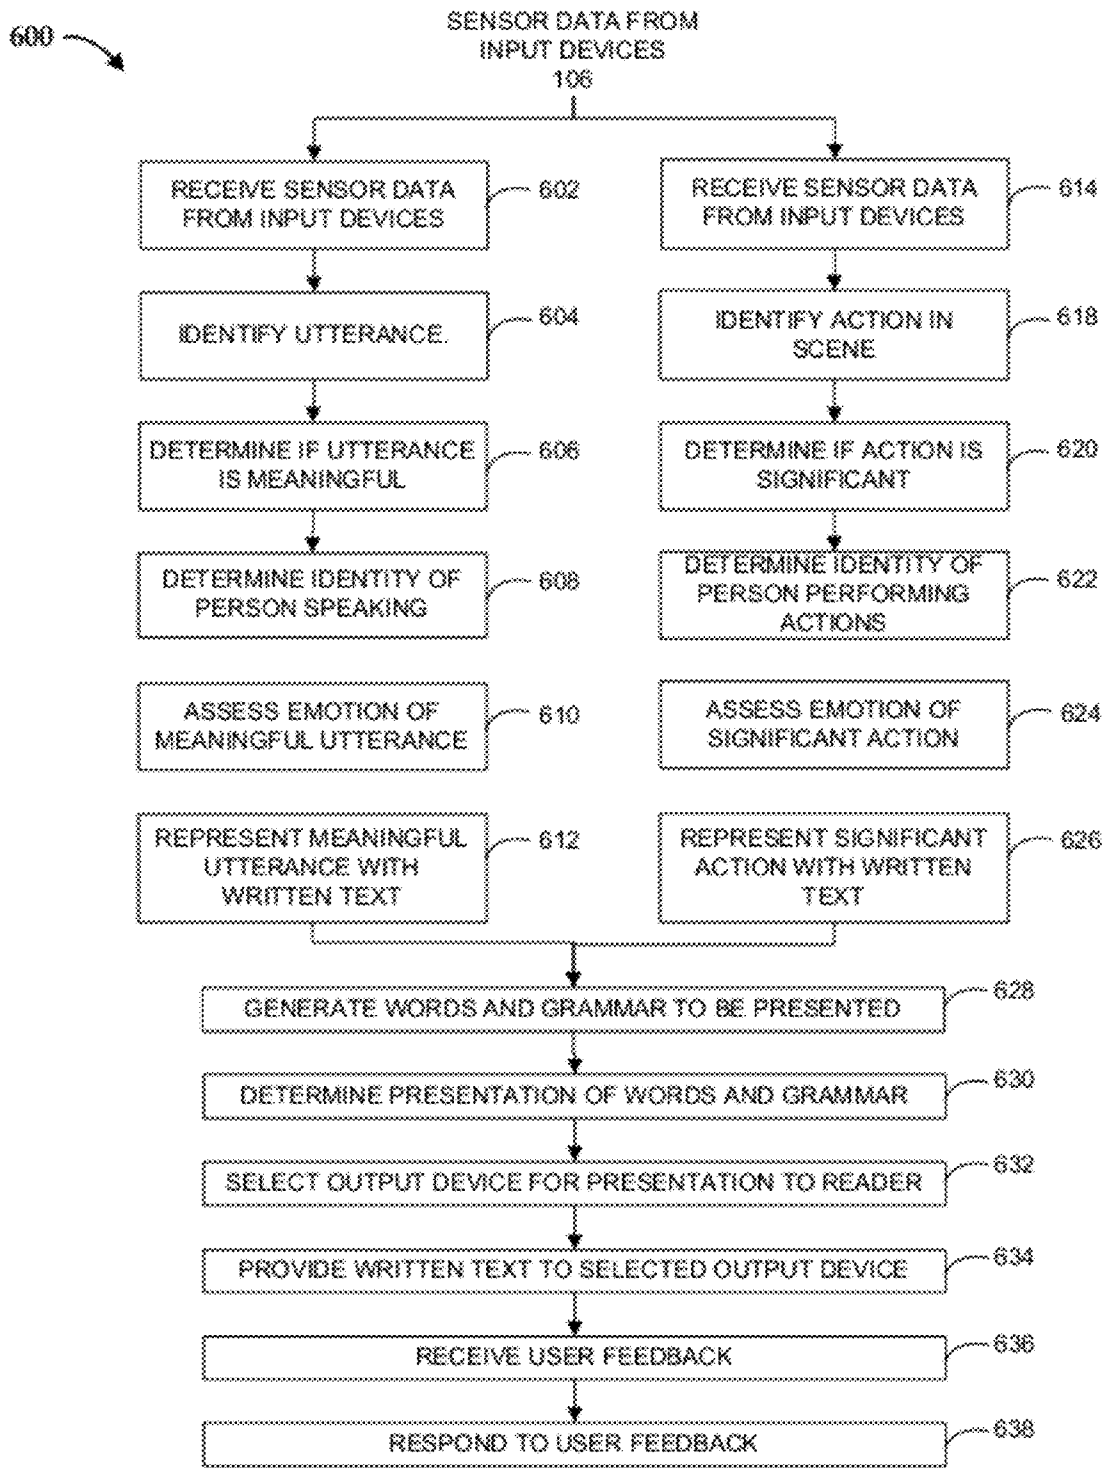 600
SENSOR DATA FROM
INPUT DEVICES
106
RECEIVE SENSOR DATA
FROM INPUT DEVICES
602
RECEIVE SENSOR DATA
FROM INPUT DEVICES
614
IDENTIFY UTTERANCE.
604
IDENTIFY ACTION IN
SCENE
618
DETERMINE IF UTTERANCE
IS MEANINGFUL
606
DETERMINE IF ACTION IS
SIGNIFICANT
620
DETERMINE IDENTITY OF
PERSON SPEAKING
608
DETERMINE IDENTITY OF
PERSON PERFORMING
ACTIONS
622
ASSESS EMOTION OF
MEANINGFUL UTTERANCE
610
ASSESS EMOTION OF
SIGNIFICANT ACTION
624
REPRESENT MEANINGFUL
UTTERANCE WITH
WRITTEN TEXT
612
REPRESENT SIGNIFICANT
ACTION WITH WRITTEN
TEXT
626
GENERATE WORDS AND GRAMMAR TO BE PRESENTED
628
DETERMINE PRESENTATION OF WORDS AND GRAMMAR
630
SELECT OUTPUT DEVICE FOR PRESENTATION TO READER
632
PROVIDE WRITTEN TEXT TO SELECTED OUTPUT DEVICE
634
RECEIVE USER FEEDBACK
636
RESPOND TO USER FEEDBACK
638